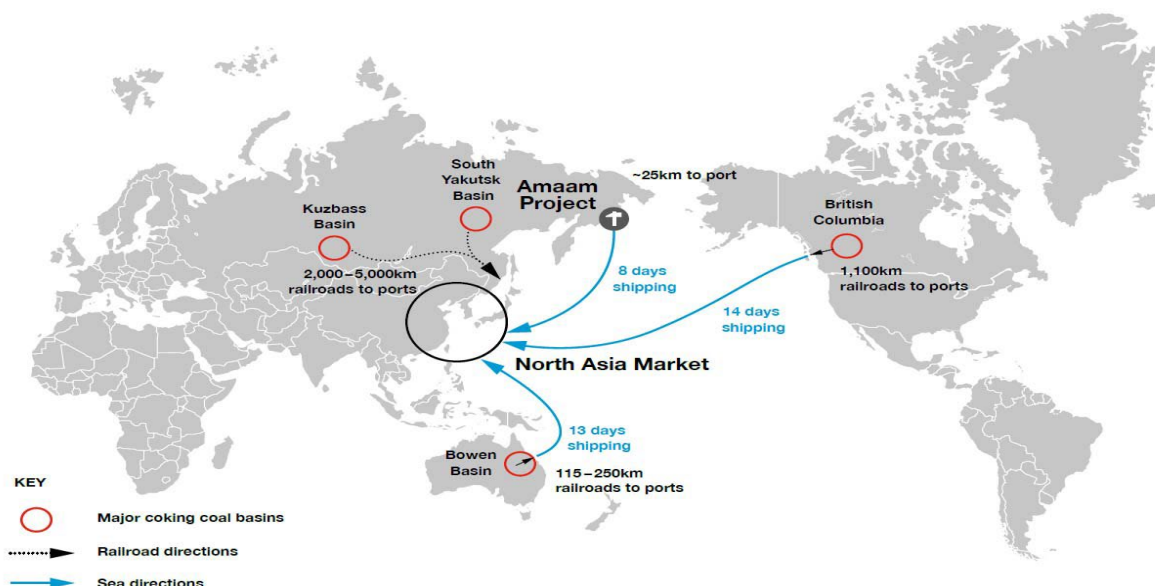 South
Yakutsk
Basin
Amaam
Project
~25km to port
Kuzbass
Basin
British
Columbia
2,000–5,000km
railroads to ports
8 days
shipping
1,100km
railroads to ports
14 days
shipping
North Asia Market
13 days
shipping
Bowen
Basin
115–250km
railroads to ports
KEY
Major coking coal basins
Railroad directions
Sea directions